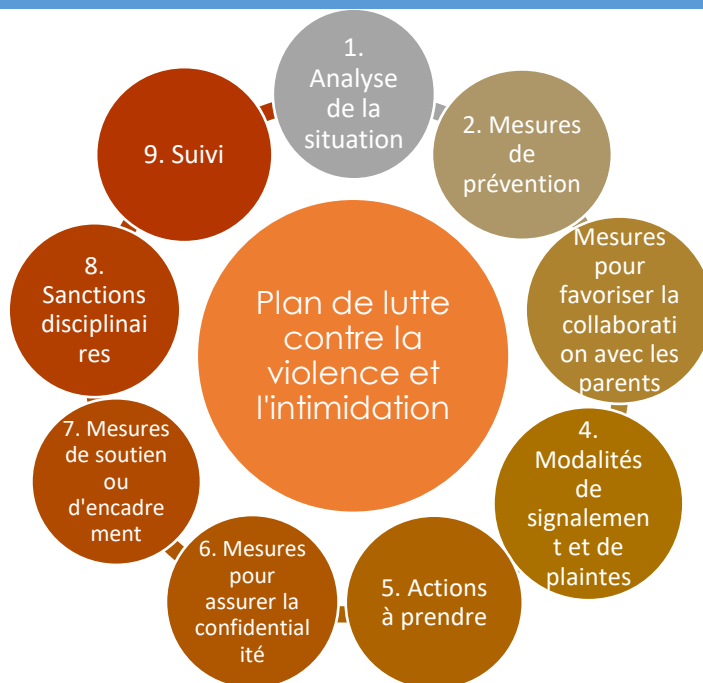 1.
Analyse
de la
situation
2. Mesures
de
prévention
Mesures
pour
favoriser la
collaborati
on avec les
parents
4.
Modalités
de
signalemen
t et de
plaintes
5. Actions
à prendre
6. Mesures
pour
assurer la
confidential
ité
7. Mesures
de soutien
ou
d'encadre
ment
8.
Sanctions
disciplinai
res
9. Suivi
Plan de lutte
contre la
violence et
l'intimidation